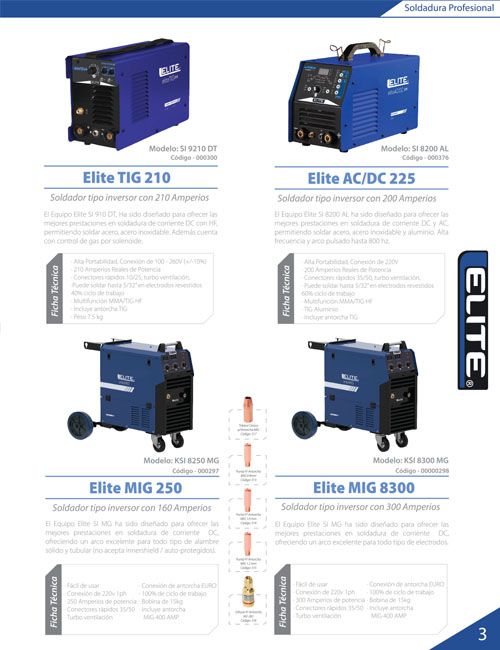 Soldadura Profesional
ELITE
Modelo: SI 9210 DT
Código - 000300
Elite TIG 210
Soldador tipo inversor con 210 Amperios
El Equipo Elite SI 910 DT, Ha sido diseñado para ofrecer las
mejores prestaciones en soldadura de corriente DC con HF,
permitiendo soldar acero, acero inoxidable. Además cuenta
con control de gas por solenoide.
Ficha Técnica
· Alta Portabilidad, Conexión de 100 - 260V (+/-10%)
· 210 Amperios Reales de Potencia
· Conectores rápidos 10/25, turbo ventilación,
· Puede soldar hasta 5/32" en electrodos revestidos
40% ciclo de trabajo
· Multifunción MMA/TIG HF
· Incluye antorcha TIG
· Peso 7.5 kg
ELITE
Modelo: SI 8200 AL
Código - 000376
Elite AC/DC 225
Soldador tipo inversor con 200 Amperios
El Equipo Elite SI 8200 AL ha sido diseñado para ofrecer las
mejores prestaciones en soldadura de corriente DC y AC,
permitiendo soldar acero, acero inoxidable y aluminio. Alta
frecuencia y arco pulsado hasta 800 hz.
Ficha Técnica
· Alta Portabilidad, Conexión de 220V
· 200 Amperios Reales de Potencia
· Conectores rápidos 35/50, turbo ventilación,
· Puede soldar hasta 5/32" en electrodos revestidos
60% ciclo de trabajo
· Multifunción MMA/TIG HF
· TIG Aluminio
· Incluye antorcha TIG
ELITE®
ELITE
Modelo: KSI 8250 MG
Código - 000297
Elite MIG 250
Soldador tipo inversor con 160 Amperios
El Equipo Elite SI MG ha sido diseñado para ofrecer las
mejores prestaciones en soldadura de corriente DC,
ofreciendo un arco excelente para todo tipo de alambre
sólido y tubular (no acepta innershield / auto-protegidos).
Ficha Técnica
· Fácil de usar
· Conexión de 220v 1ph
· 250 Amperios de potencia
· Conectores rápidos 35/50
· Turbo ventilación
· Conexión de antorcha EURO
· 100% de ciclo de trabajo
· Bobina de 15kg
· Incluye antorcha
MIG-400 AMP
ELITE
Modelo: KSI 8300 MG
Código - 00000298
Elite MIG 8300
Soldador tipo inversor con 300 Amperios
El Equipo Elite SI MG ha sido diseñado para ofrecer las
mejores prestaciones en soldadura de corriente DC,
ofreciendo un arco excelente para todo tipo de electrodos.
Ficha Técnica
· Fácil de usar
· Conexión de 220v 1ph
· 300 Amperios de potencia
· Conectores rápidos 35/50
· Turbo ventilación
· Conexión de antorcha EURO
· 100% de ciclo de trabajo
· Bobina de 15kg
· Incluye antorcha
MIG-400 AMP
3